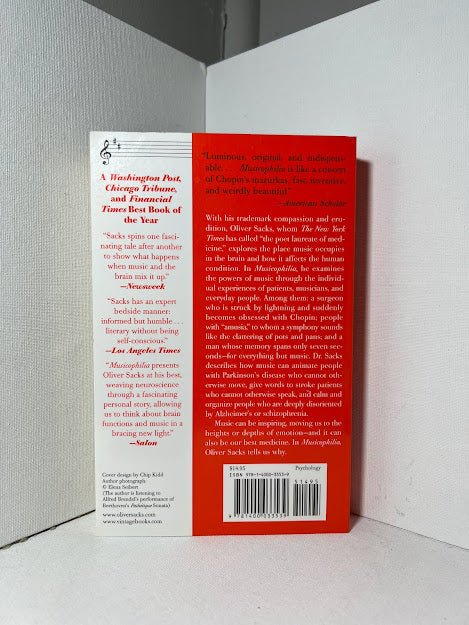 A Washington Post,
Chicago Tribune,
and Financial
Times Best Book of
the Year
“Sacks spins one fasci-
nating tale after another
to show what happens
when music and the
brain mix it up.”
—Newsweek
“Sacks has an expert
bedside manner:
informed but humble . . .
literary without being
self-conscious.”
—Los Angeles Times
“Musicophilia presents
Oliver Sacks at his best,
weaving neuroscience
through a fascinating
personal story, allowing
us to think about brain
functions and music in a
bracing new light.”
—Salon
Cover design by Chip Kidd
Author photograph:
© Elena Seibert
(The author is listening to
Alfred Brendel's performance of
Beethoven's Pathétique Sonata)
www.oliversacks.com
www.vintagebooks.com
“Luminous, original, and indispens-
able. . . . Musicophilia is like a concert
of Chopin's mazurkas: fast, inventive,
and weirdly beautiful.”
—American Scholar
With his trademark compassion and eru-
dition, Oliver Sacks, whom The New York
Times has called “the poet laureate of
medicine,” explores the place music occupies in
the brain and how it affects the human
condition. In Musicophilia, he examines
the powers of music through the individ-
ual experiences of patients, musicians, and
everyday people. Among them: a surgeon
who is struck by lightning and suddenly
becomes obsessed with Chopin; people
with “amusia,” to whom a symphony sounds
like the clattering of pots and pans; and a
man whose memory spans only seven sec-
onds—for everything but music. Dr. Sacks
describes how music can animate people
with Parkinson's disease who cannot oth-
erwise move, give words to stroke patients
who cannot otherwise speak, and calm and
organize people who are deeply disoriented
by Alzheimer's or schizophrenia.
Music can be inspiring, moving us to the
heights or depths of emotion—and it can
also be our best medicine. In Musicophilia,
Oliver Sacks tells us why.
$14.95 Psychology
ISBN 978-1-4000-3353-9
51495
9 781400 033539